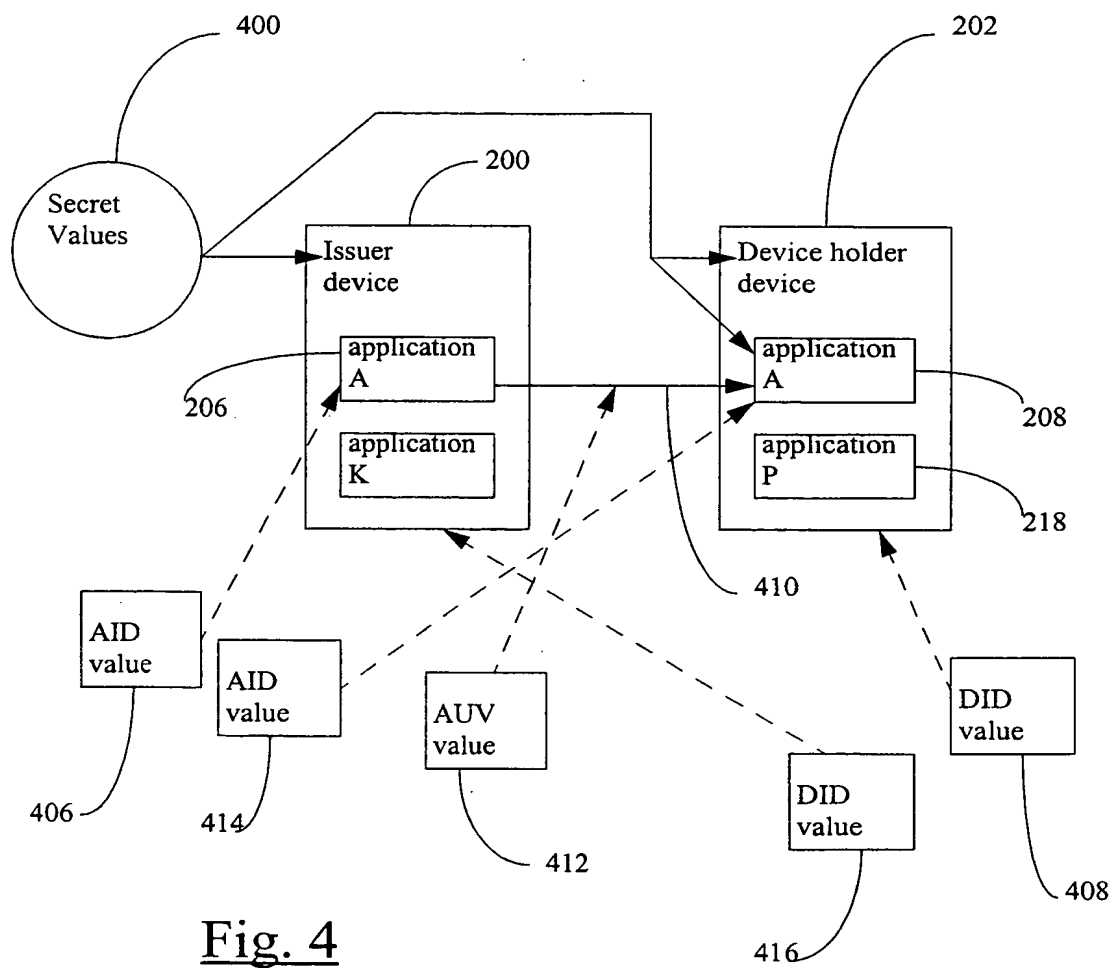 400
202
200
Secret
Values
Issuer
device
Device holder
device
application
A
application
A
206
208
application
K
application
P
218
410
AID
value
AID
value
AUV
value
DID
value
DID
value
406
414
412
416
408
Fig. 4